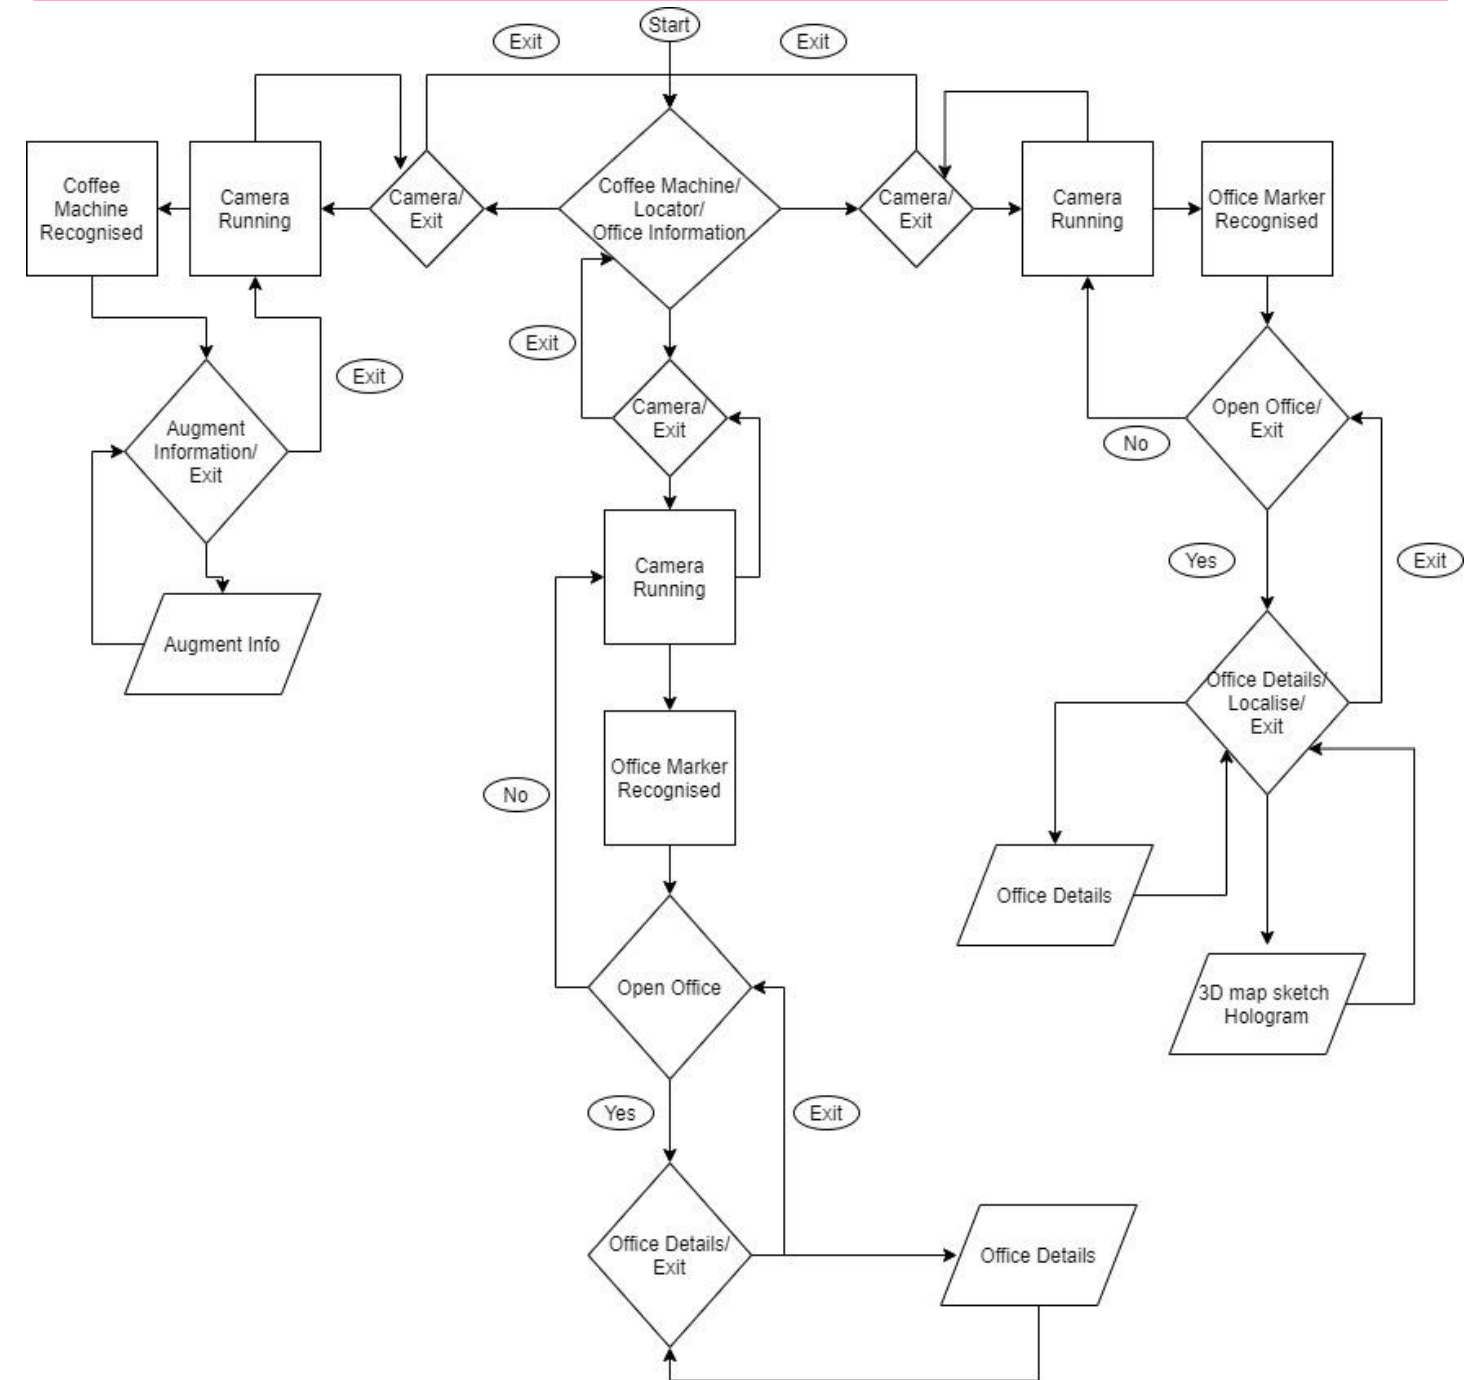 Start
Exit
Exit
Coffee
Machine
Recognised
Camera
Running
Camera/
Exit
Coffee Machine/
Locator/
Office Information
Camera/
Exit
Camera
Running
Office Marker
Recognised
Exit
Exit
Augment
Information/
Exit
Camera/
Exit
Open Office/
Exit
No
Augment Info
Camera
Running
Yes
Exit
Office Details/
Localise/
Exit
No
Office Marker
Recognised
Office Details
Open Office
3D map sketch
Hologram
Yes
Exit
Office Details/
Exit
Office Details